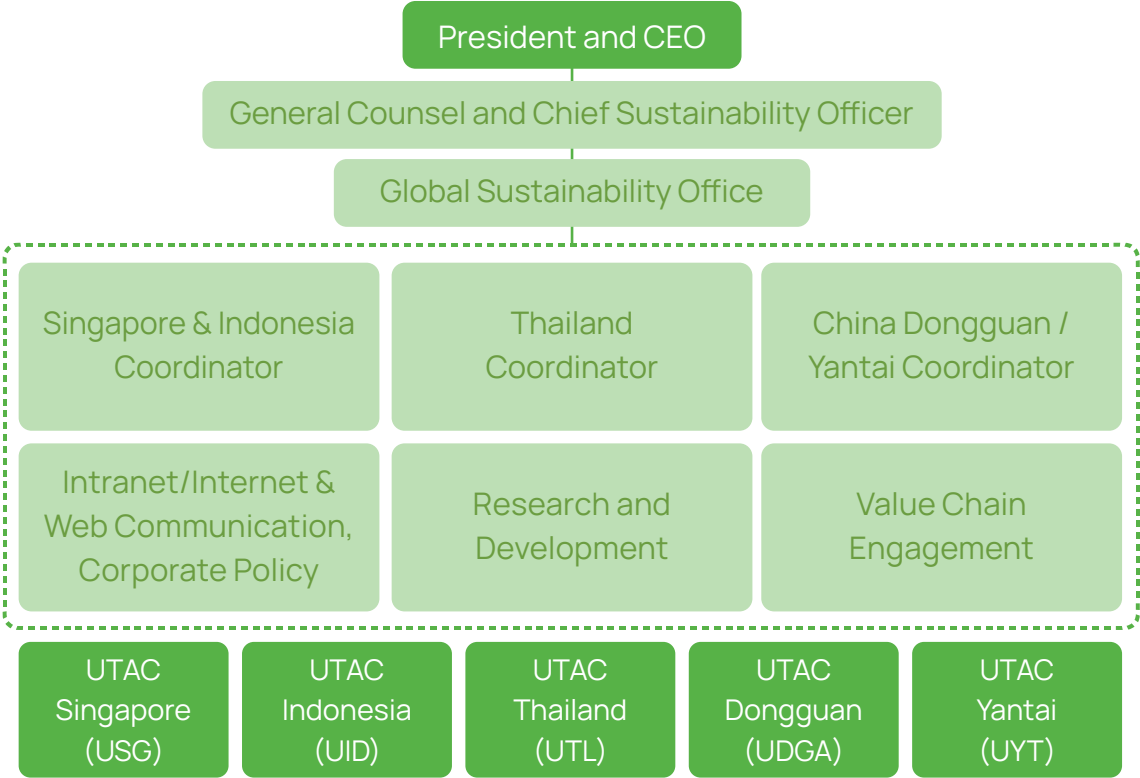 President and CEO
General Counsel and Chief Sustainability Officer
Global Sustainability Office
Singapore & Indonesia
Coordinator
Thailand
Coordinator
China Dongguan /
Yantai Coordinator
Intranet/Internet &
Web Communication,
Corporate Policy
Research and
Development
Value Chain
Engagement
UTAC
Singapore
(USG)
UTAC
Indonesia
(UID)
UTAC
Thailand
(UTL)
UTAC
Dongguan
(UDGA)
UTAC
Yantai
(UYT)